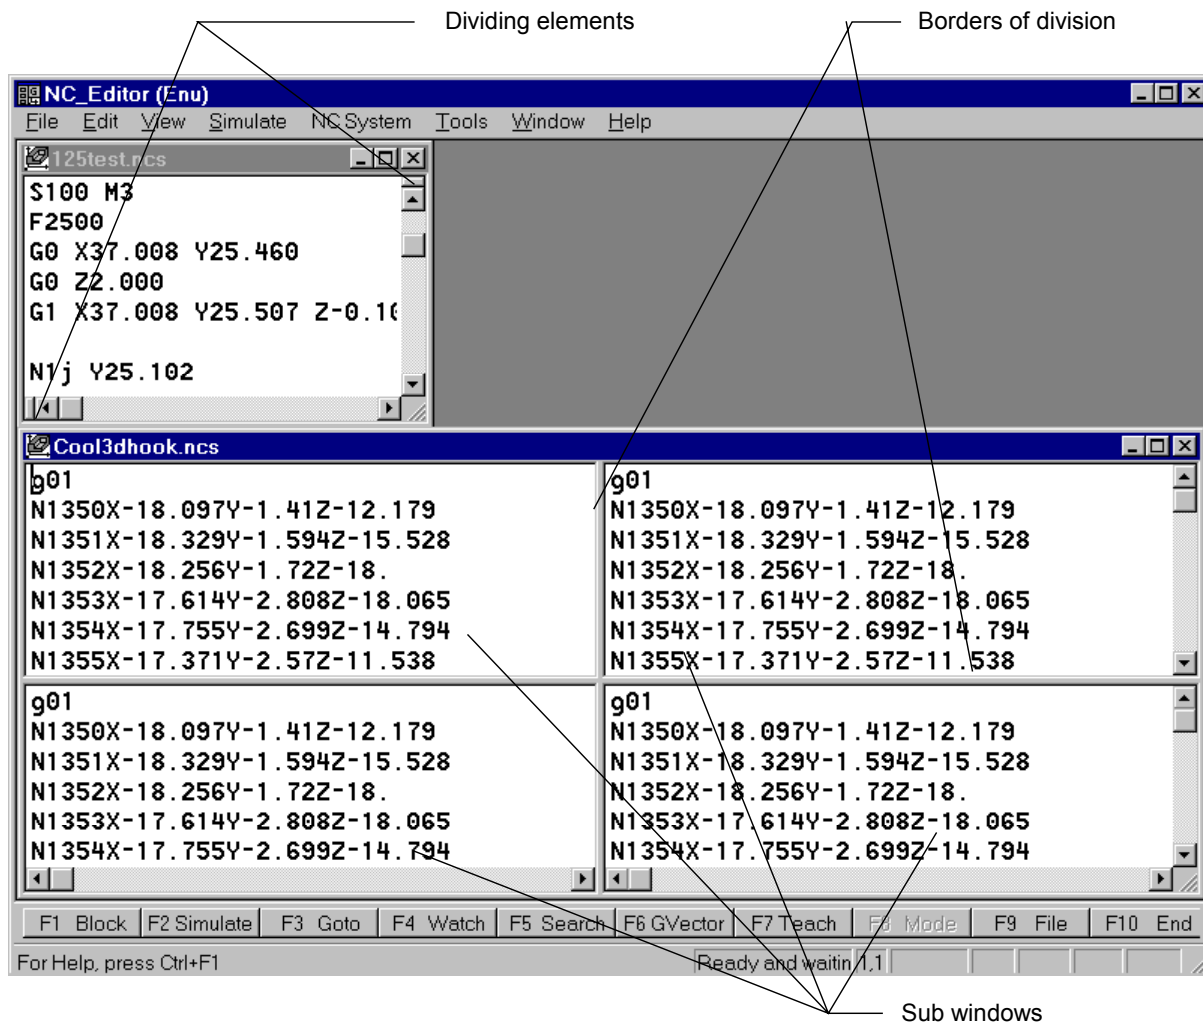 Dividing elements
Borders of division
NC_Editor (Enu)
File Edit View Simulate NC System Tools Window Help
125test.ncs
S100 M3
F2500
G0 X37.008 Y25.460
G0 Z2.000
G1 X37.008 Y25.507 Z-0.10
N1j Y25.102
Cool3dhook.ncs
g01
N1350X-18.097Y-1.41Z-12.179
N1351X-18.329Y-1.594Z-15.528
N1352X-18.256Y-1.72Z-18.
N1353X-17.614Y-2.808Z-18.065
N1354X-17.755Y-2.699Z-14.794
N1355X-17.371Y-2.57Z-11.538
g01
N1350X-18.097Y-1.41Z-12.179
N1351X-18.329Y-1.594Z-15.528
N1352X-18.256Y-1.72Z-18.
N1353X-17.614Y-2.808Z-18.065
N1354X-17.755Y-2.699Z-14.794
N1355X-17.371Y-2.57Z-11.538
g01
N1350X-18.097Y-1.41Z-12.179
N1351X-18.329Y-1.594Z-15.528
N1352X-18.256Y-1.72Z-18.
N1353X-17.614Y-2.808Z-18.065
N1354X-17.755Y-2.699Z-14.794
g01
N1350X-18.097Y-1.41Z-12.179
N1351X-18.329Y-1.594Z-15.528
N1352X-18.256Y-1.72Z-18.
N1353X-17.614Y-2.808Z-18.065
N1354X-17.755Y-2.699Z-14.794
F1 Block F2 Simulate F3 Goto F4 Watch F5 Search F6 GVector F7 Teach F8 Mode F9 File F10 End
For Help, press Ctrl+F1 Ready and waitin 1,1
Sub windows